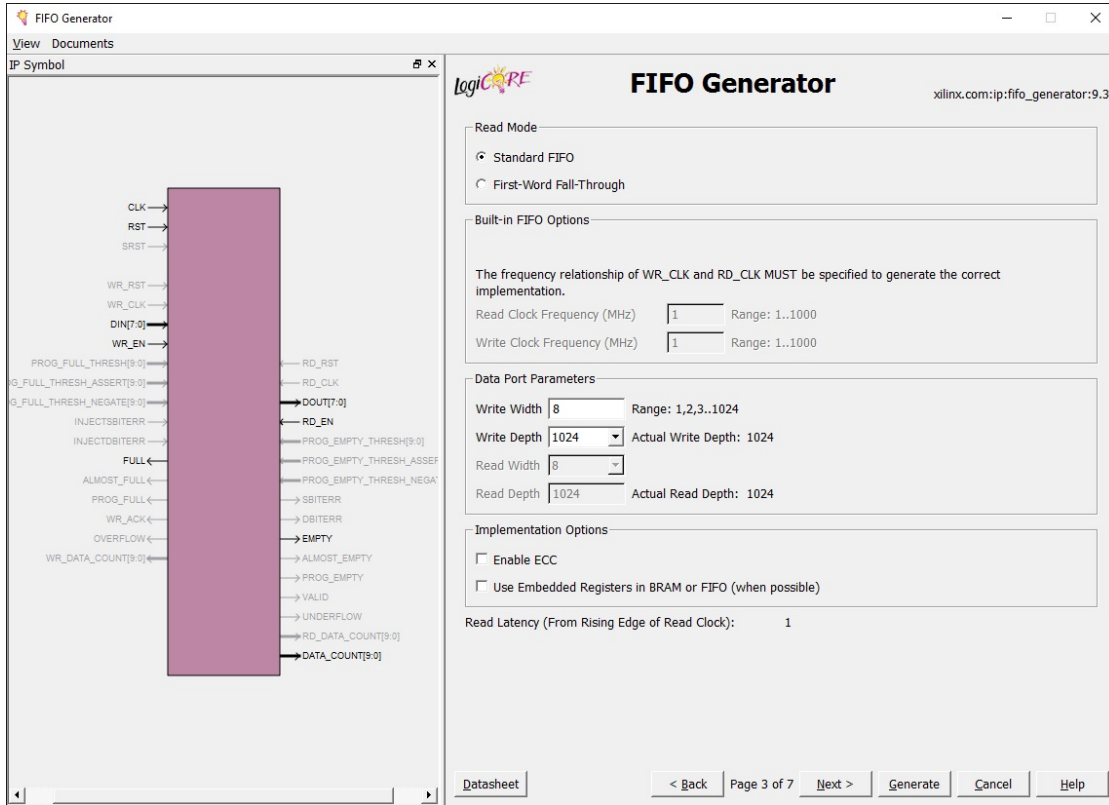 FIFO Generator
View Documents
IP Symbol
CLK
RST
SRST
WR_RST
WR_CLK
DIN[7:0]
WR_EN
PROG_FULL_THRESH[9:0]
G_FULL_THRESH_ASSERT[9:0]
G_FULL_THRESH_NEGATE[9:0]
INJECTSBITERR
INJECTDBITERR
FULL
ALMOST_FULL
PROG_FULL
WR_ACK
OVERFLOW
WR_DATA_COUNT[9:0]
RD_RST
RD_CLK
DOUT[7:0]
RD_EN
PROG_EMPTY_THRESH[9:0]
PROG_EMPTY_THRESH_ASSER
PROG_EMPTY_THRESH_NEGA
SBITERR
DBITERR
EMPTY
ALMOST_EMPTY
PROG_EMPTY
VALID
UNDERFLOW
RD_DATA_COUNT[9:0]
DATA_COUNT[9:0]
LogiCORE
FIFO Generator
xilinx.com:ip:fifo_generator:9.3
Read Mode
Standard FIFO
First-Word Fall-Through
Built-in FIFO Options
The frequency relationship of WR_CLK and RD_CLK MUST be specified to generate the correct
implementation.
Read Clock Frequency (MHz) 1 Range: 1..1000
Write Clock Frequency (MHz) 1 Range: 1..1000
Data Port Parameters
Write Width 8 Range: 1,2,3..1024
Write Depth 1024 Actual Write Depth: 1024
Read Width 8
Read Depth 1024 Actual Read Depth: 1024
Implementation Options
Enable ECC
Use Embedded Registers in BRAM or FIFO (when possible)
Read Latency (From Rising Edge of Read Clock): 1
Datasheet < Back Page 3 of 7 Next > Generate Cancel Help